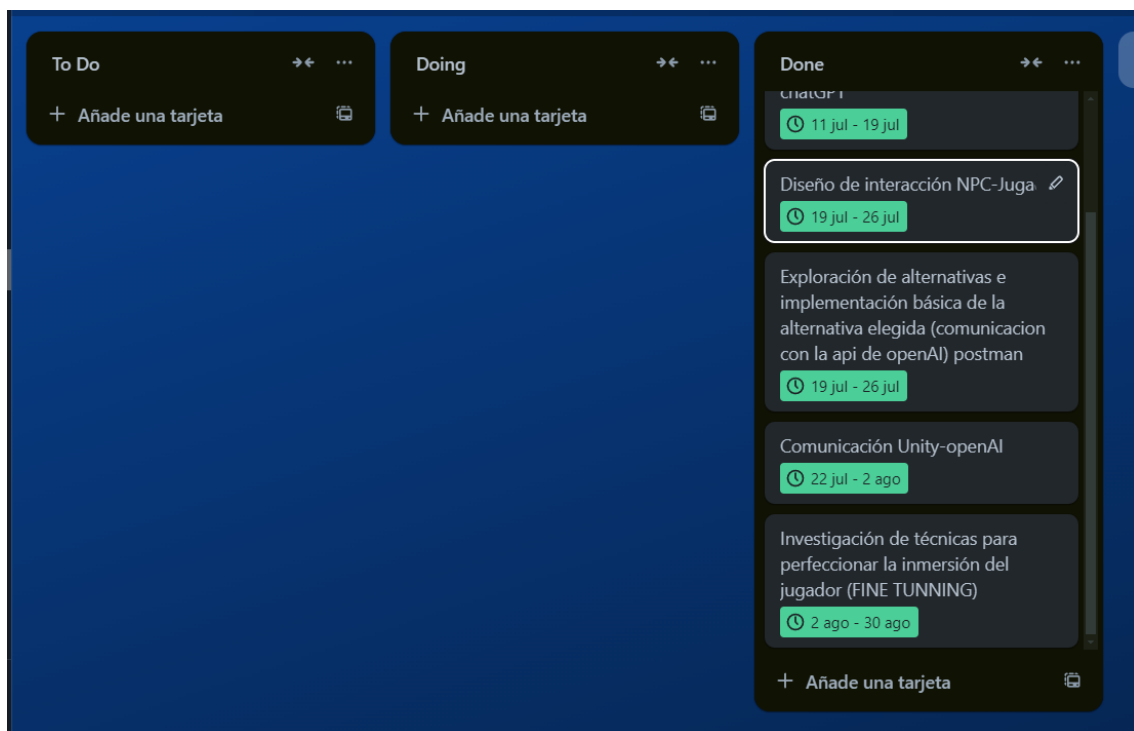 To Do
Añade una tarjeta
Doing
Añade una tarjeta
Done
chatGPT
11 jul - 19 jul
Diseño de interacción NPC-Juga
19 jul - 26 jul
Exploración de alternativas e
implementación básica de la
alternativa elegida (comunicacion
con la api de openAI) postman
19 jul - 26 jul
Comunicación Unity-openAI
22 jul - 2 ago
Investigación de técnicas para
perfeccionar la inmersión del
jugador (FINE TUNNING)
2 ago - 30 ago
Añade una tarjeta